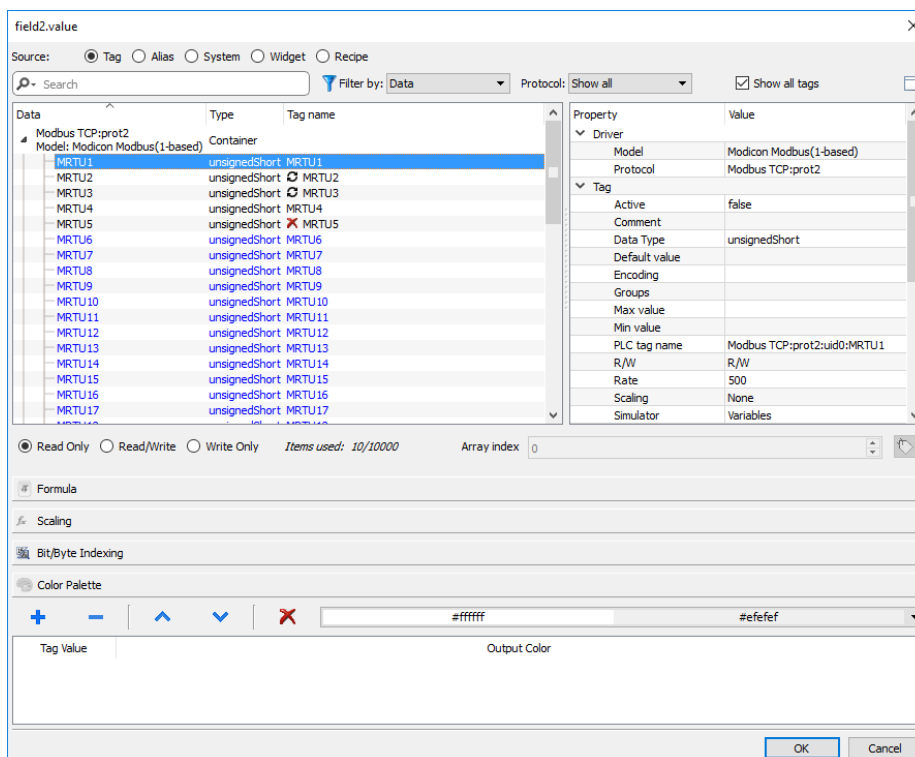 field2.value
Source: Tag Alias System Widget Recipe
Search Filter by: Data Protocol: Show all Show all tags
Data Type Tag name
Modbus TCP:prot2
Model: Modicon Modbus(1-based) Container
MRTU1 unsignedShort MRTU1
MRTU2 unsignedShort MRTU2
MRTU3 unsignedShort MRTU3
MRTU4 unsignedShort MRTU4
MRTU5 unsignedShort MRTU5
MRTU6 unsignedShort MRTU6
MRTU7 unsignedShort MRTU7
MRTU8 unsignedShort MRTU8
MRTU9 unsignedShort MRTU9
MRTU10 unsignedShort MRTU10
MRTU11 unsignedShort MRTU11
MRTU12 unsignedShort MRTU12
MRTU13 unsignedShort MRTU13
MRTU14 unsignedShort MRTU14
MRTU15 unsignedShort MRTU15
MRTU16 unsignedShort MRTU16
MRTU17 unsignedShort MRTU17
Property Value
Driver
Model Modicon Modbus(1-based)
Protocol Modbus TCP:prot2
Tag
Active false
Comment
Data Type unsignedShort
Default value
Encoding
Groups
Max value
Min value
PLC tag name Modbus TCP:prot2:uid0:MRTU1
R/W R/W
Rate 500
Scaling None
Simulator Variables
Read Only Read/Write Write Only Items used: 10/10000 Array index 0
Formula
Scaling
Bit/Byte Indexing
Color Palette
#ffffff #efefef
Tag Value Output Color
OK Cancel